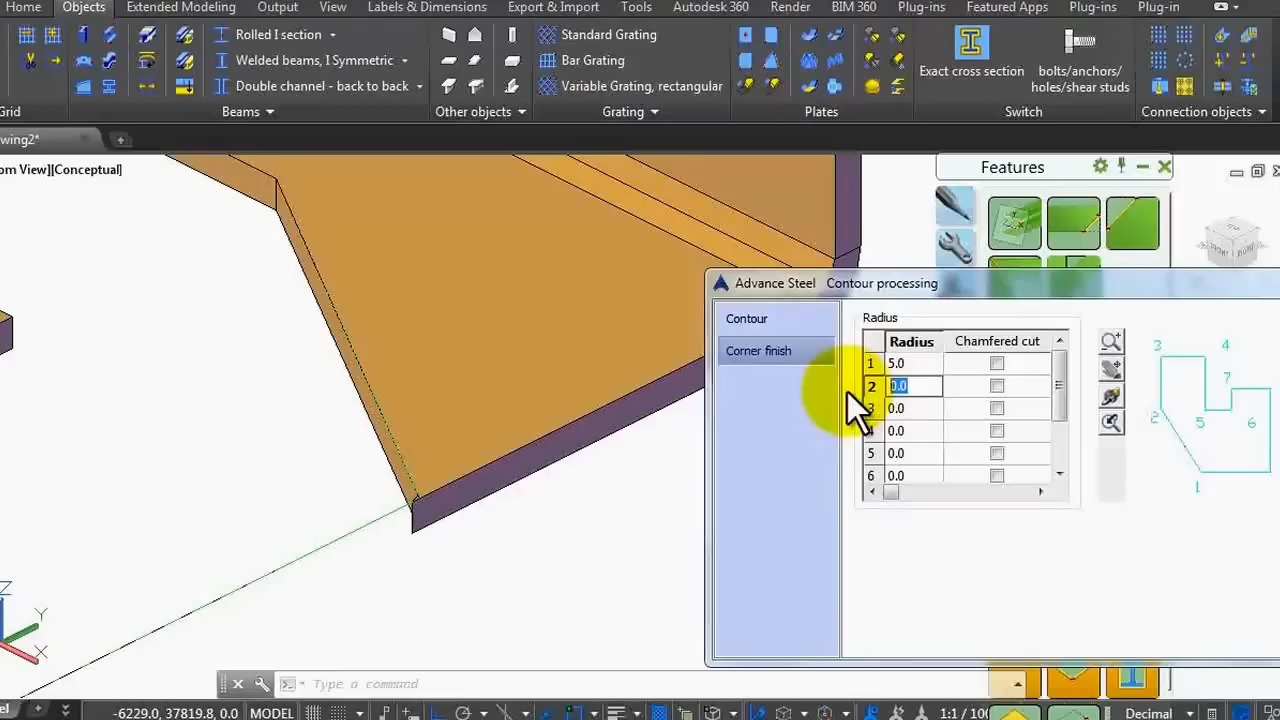 Home Objects Extended Modeling Output View Labels & Dimensions Export & Import Tools Autodesk 360 Render BIM 360 Plug-ins Featured Apps Plug-ins Plug-in
Rolled I section
Welded beams, I Symmetric
Double channel - back to back
Standard Grating
Bar Grating
Variable Grating, rectangular
Exact cross section
bolts/anchors/
holes/shear studs
Grid Beams Other objects Grating Plates Switch Connection objects
wing2*
om View][Conceptual]
Features
Advance Steel Contour processing
Contour
Corner finish
Radius
Radius Chamfered cut
1 5.0
2 0.0
3 0.0
4 0.0
5 0.0
6 0.0
3 4
7
2 5 6
1
Z
Y
X
Type a command
el
-6229.0, 37819.8, 0.0 MODEL 1:1 / 100 Decimal